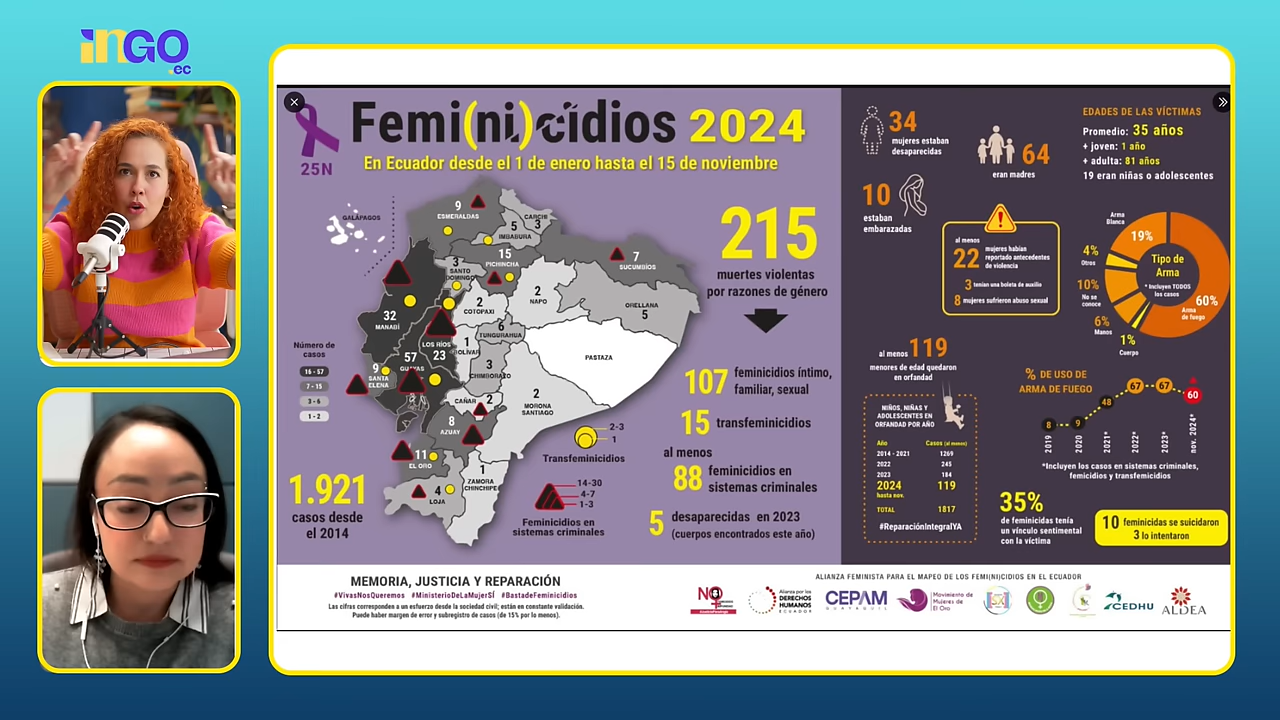 inGO
.ec
25N
Femi(ni)cidios 2024
En Ecuador desde el 1 de enero hasta el 15 de noviembre
GALÁPAGOS
9
ESMERALDAS
CARCHI
3
5
IMBABURA
15
PICHINCHA
7
SUCUMBÍOS
3
SANTO
DOMINGO
2
COTOPAXI
2
NAPO
ORELLANA
5
32
MANABÍ
LOS RÍOS
23
6
TUNGURAHUA
1
BOLÍVAR
PASTAZA
57
GUAYAS
9
SANTA
ELENA
3
CHIMBORAZO
CAÑAR
2
2
MORONA
SANTIAGO
8
AZUAY
11
EL ORO
4
LOJA
1
ZAMORA
CHINCHIPE
Número de
casos
16 - 57
7 - 15
3 - 6
1 - 2
2-3
1
Transfeminicidios
14-30
4-7
1-3
Feminicidios en
sistemas criminales
1.921
casos desde
el 2014
215
muertes violentas
por razones de género
107 feminicidios íntimo,
familiar, sexual
15 transfeminicidios
al menos
88 feminicidios en
sistemas criminales
5 desaparecidas en 2023
(cuerpos encontrados este año)
34
mujeres estaban
desaparecidas
64
eran madres
10
estaban
embarazadas
al menos
22
mujeres habían
reportado antecedentes
de violencia
3 tenían una boleta de auxilio
8 mujeres sufrieron abuso sexual
EDADES DE LAS VÍCTIMAS
Promedio: 35 años
+ joven: 1 año
+ adulta: 81 años
19 eran niñas o adolescentes
Arma
Blanca
19%
4%
Otros
10%
No se
conoce
6%
Manos
1%
Cuerpo
60%
Arma
de fuego
Tipo de
Arma
* Incluyen TODOS
los casos
al menos 119
menores de edad quedaron
en orfandad
NIÑOS, NIÑAS Y
ADOLESCENTES EN
ORFANDAD POR AÑO
Año Casos (al menos)
2014 - 2021 1269
2022 245
2023 184
2024 119
hasta nov.
TOTAL 1817
#ReparaciónIntegralYA
% DE USO DE
ARMA DE FUEGO
8
9
48
67
67
60
2019
2020
2021*
2022*
2023*
nov. 2024*
*Incluyen los casos en sistemas criminales,
femicidios y transfemicidios
35%
de feminicidas tenía
un vínculo sentimental
con la víctima
10 feminicidas se suicidaron
3 lo intentaron
MEMORIA, JUSTICIA Y REPARACIÓN
#VivasNosQueremos #MinisterioDeLaMujerSÍ #BastadeFeminicidios
Las cifras corresponden a un esfuerzo desde la sociedad civil; están en constante validación.
Puede haber margen de error y subregistro de casos (de 15% por lo menos).
ALIANZA FEMINISTA PARA EL MAPEO DE LOS FEMI(NI)CIDIOS EN EL ECUADOR
Alianza por los
DERECHOS
HUMANOS
ECUADOR
CEPAM
GUAYAQUIL
Movimiento de
Mujeres de
El Oro
CEDHU
ALDEA